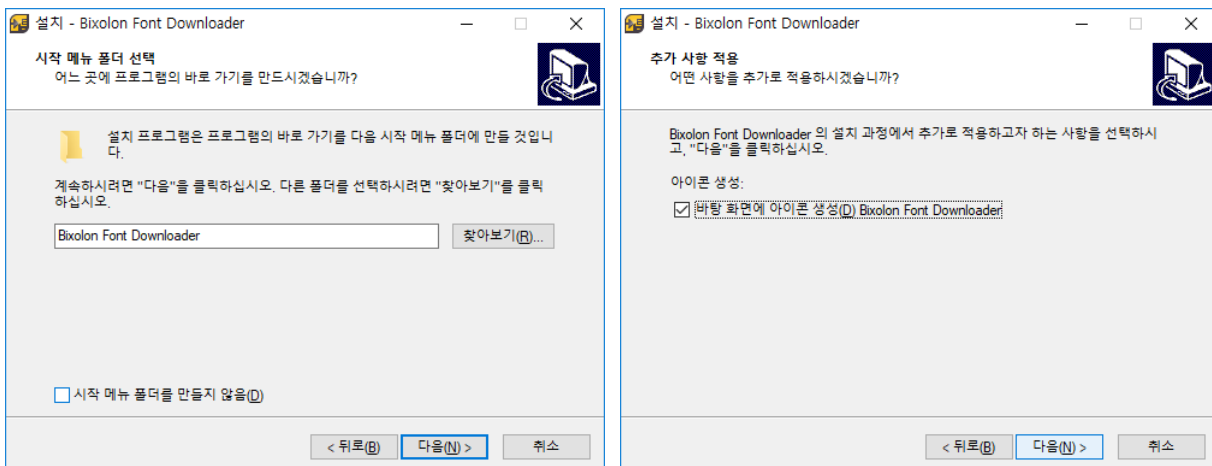 설치 - Bixolon Font Downloader
시작 메뉴 폴더 선택
어느 곳에 프로그램의 바로 가기를 만드시겠습니까?
설치 프로그램은 프로그램의 바로 가기를 다음 시작 메뉴 폴더에 만들 것입니
다.
계속하시려면 "다음"을 클릭하십시오. 다른 폴더를 선택하시려면 "찾아보기"를 클릭
하십시오.
Bixolon Font Downloader
찾아보기(R)...
시작 메뉴 폴더를 만들지 않음(D)
< 뒤로(B)
다음(N) >
취소
설치 - Bixolon Font Downloader
추가 사항 적용
어떤 사항을 추가로 적용하시겠습니까?
Bixolon Font Downloader 의 설치 과정에서 추가로 적용하고자 하는 사항을 선택하시
고, "다음"을 클릭하십시오.
아이콘 생성:
바탕 화면에 아이콘 생성(D) Bixolon Font Downloader
< 뒤로(B)
다음(N) >
취소